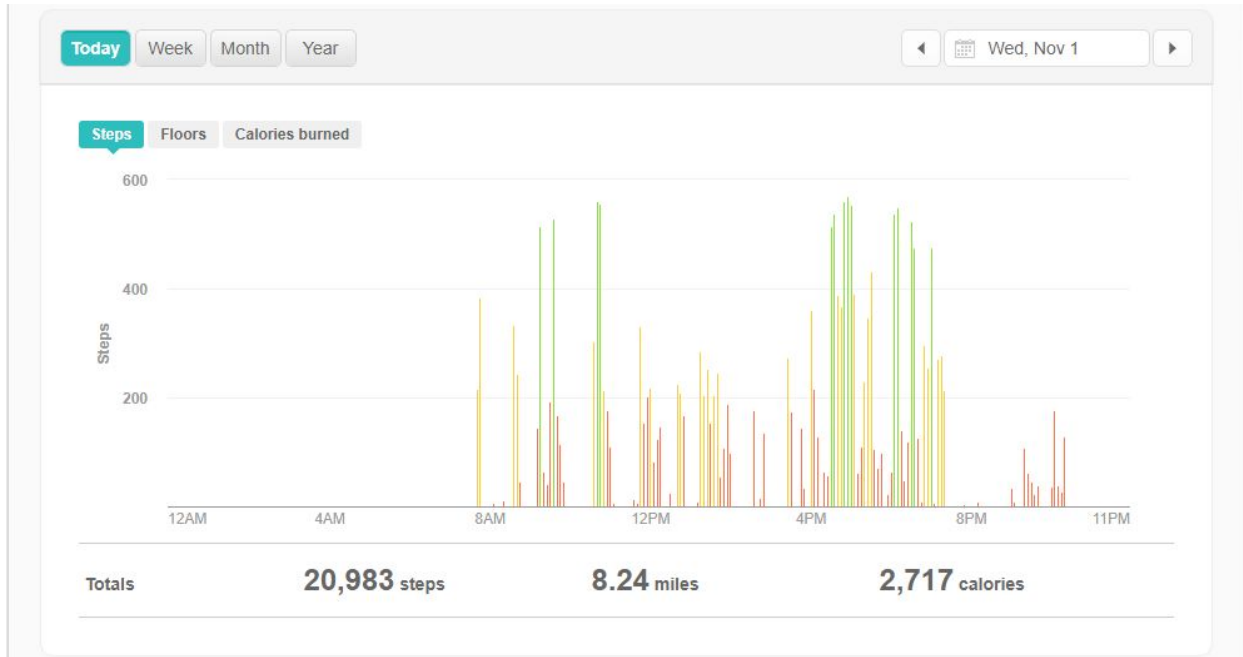 Today Week Month Year Wed, Nov 1
Steps Floors Calories burned
600
400
Steps
200
12AM 4AM 8AM 12PM 4PM 8PM 11PM
Totals 20,983 steps 8.24 miles 2,717 calories